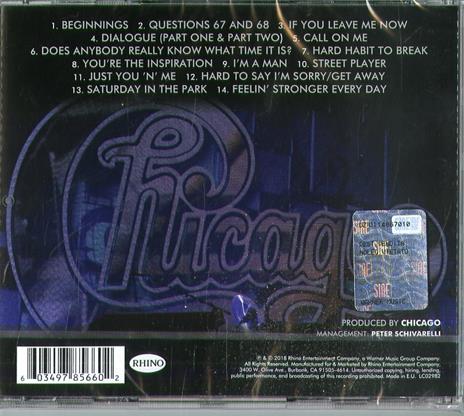 1. BEGINNINGS 2. QUESTIONS 67 AND 68 3. IF YOU LEAVE ME NOW
4. DIALOGUE (PART ONE & PART TWO) 5. CALL ON ME
6. DOES ANYBODY REALLY KNOW WHAT TIME IT IS? 7. HARD HABIT TO BREAK
8. YOU'RE THE INSPIRATION 9. I'M A MAN 10. STREET PLAYER
11. JUST YOU 'N' ME 12. HARD TO SAY I'M SORRY/GET AWAY
13. SATURDAY IN THE PARK 14. FEELIN' STRONGER EVERY DAY
Chicago
SIAE
PRODUCED BY CHICAGO
MANAGEMENT: PETER SCHIVARELLI
6 03497 85660 2
RHINO
℗ & © 2018 Rhino Entertainment Company, a Warner Music Group Company.
All Rights Reserved. Manufactured for & Marketed by Rhino Entertainment Company,
3400 W. Olive Ave., Burbank, CA 91505-4614. Unauthorized copying, hiring, lending,
public performance, and broadcasting of this recording prohibited. Made in E.U. LC02982